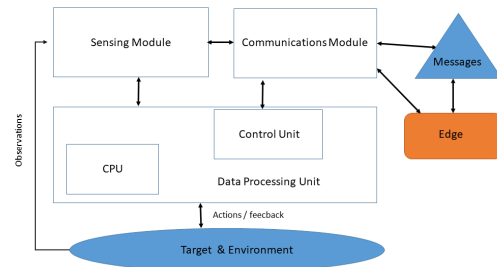 Sensing Module
Communications Module
Messages
Observations
Control Unit
Edge
CPU
Data Processing Unit
Actions / feecback
Target & Environment